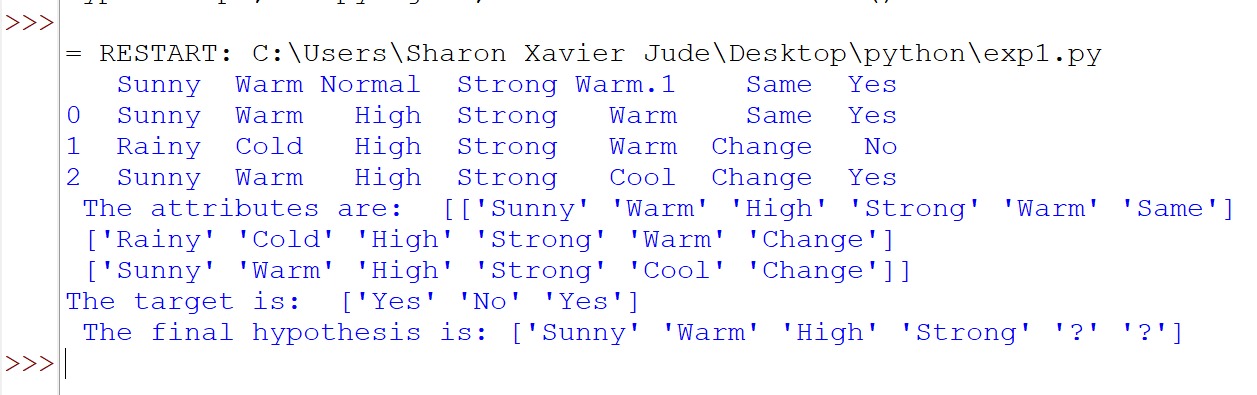 >>>
= RESTART: C:\Users\Sharon Xavier Jude\Desktop\python\exp1.py
Sunny Warm Normal Strong Warm.1 Same Yes
0 Sunny Warm High Strong Warm Same Yes
1 Rainy Cold High Strong Warm Change No
2 Sunny Warm High Strong Cool Change Yes
The attributes are: [['Sunny' 'Warm' 'High' 'Strong' 'Warm' 'Same']
['Rainy' 'Cold' 'High' 'Strong' 'Warm' 'Change']
['Sunny' 'Warm' 'High' 'Strong' 'Cool' 'Change']]
The target is: ['Yes' 'No' 'Yes']
The final hypothesis is: ['Sunny' 'Warm' 'High' 'Strong' '?' '?']
>>>